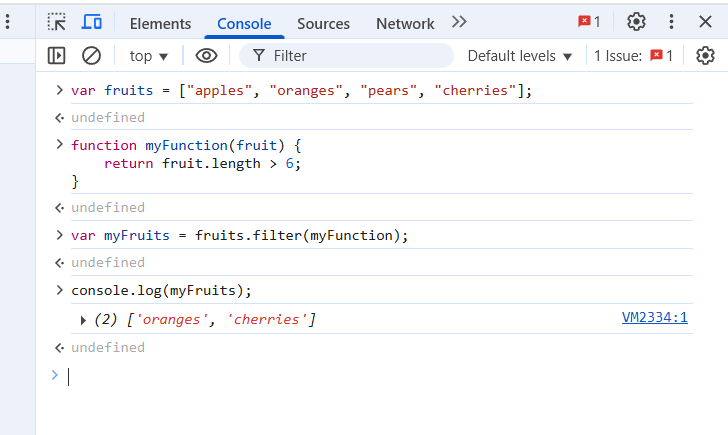 Elements Console Sources Network 1
top Filter Default levels 1 Issue: 1
> var fruits = ["apples", "oranges", "pears", "cherries"];
undefined
> function myFunction(fruit) {
    return fruit.length > 6;
}
undefined
> var myFruits = fruits.filter(myFunction);
undefined
> console.log(myFruits);
(2) ['oranges', 'cherries'] VM2334:1
undefined
>